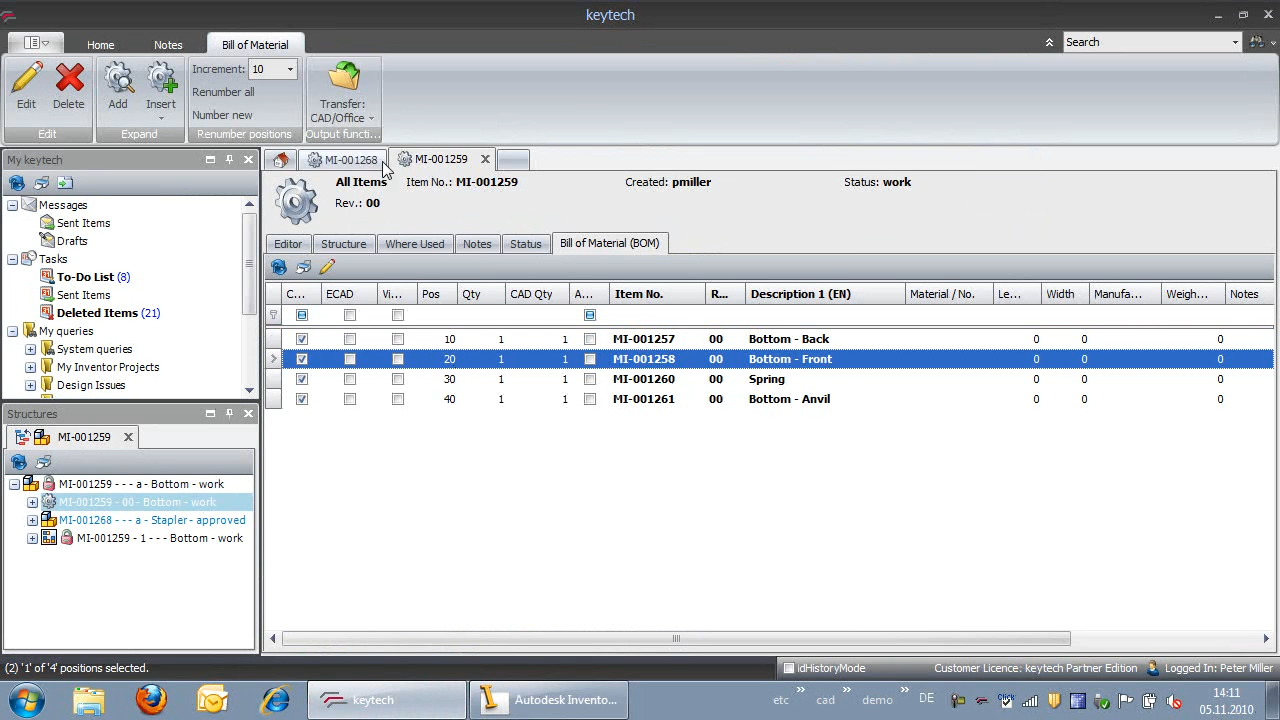 keytech
Home Notes Bill of Material Search
Increment: 10
Renumber all
Number new
Edit Delete Add Insert Transfer: CAD/Office
Edit Expand Renumber positions Output functi...
My keytech
Messages
Sent Items
Drafts
Tasks
To-Do List (8)
Sent Items
Deleted Items (21)
My queries
System queries
My Inventor Projects
Design Issues
Structures
MI-001259
MI-001259 - - - a - Bottom - work
MI-001259 - 00 - Bottom - work
MI-001268 - - - a - Stapler - approved
MI-001259 - 1 - - - Bottom - work
MI-001268 MI-001259
All Items Item No.: MI-001259 Created: pmiller Status: work
Rev.: 00
Editor Structure Where Used Notes Status Bill of Material (BOM)
C... ECAD Vi... Pos Qty CAD Qty A... Item No. R... Description 1 (EN) Material / No. Le... Width Manufa... Weigh... Notes
10 1 1 MI-001257 00 Bottom - Back 0 0 0
20 1 1 MI-001258 00 Bottom - Front 0 0 0
30 1 1 MI-001260 00 Spring 0 0 0
40 1 1 MI-001261 00 Bottom - Anvil 0 0 0
(2) '1' of '4' positions selected. idHistoryMode Customer Licence: keytech Partner Edition Logged In: Peter Miller
keytech Autodesk Invento... etc » cad » demo » DE 14:11
05.11.2010